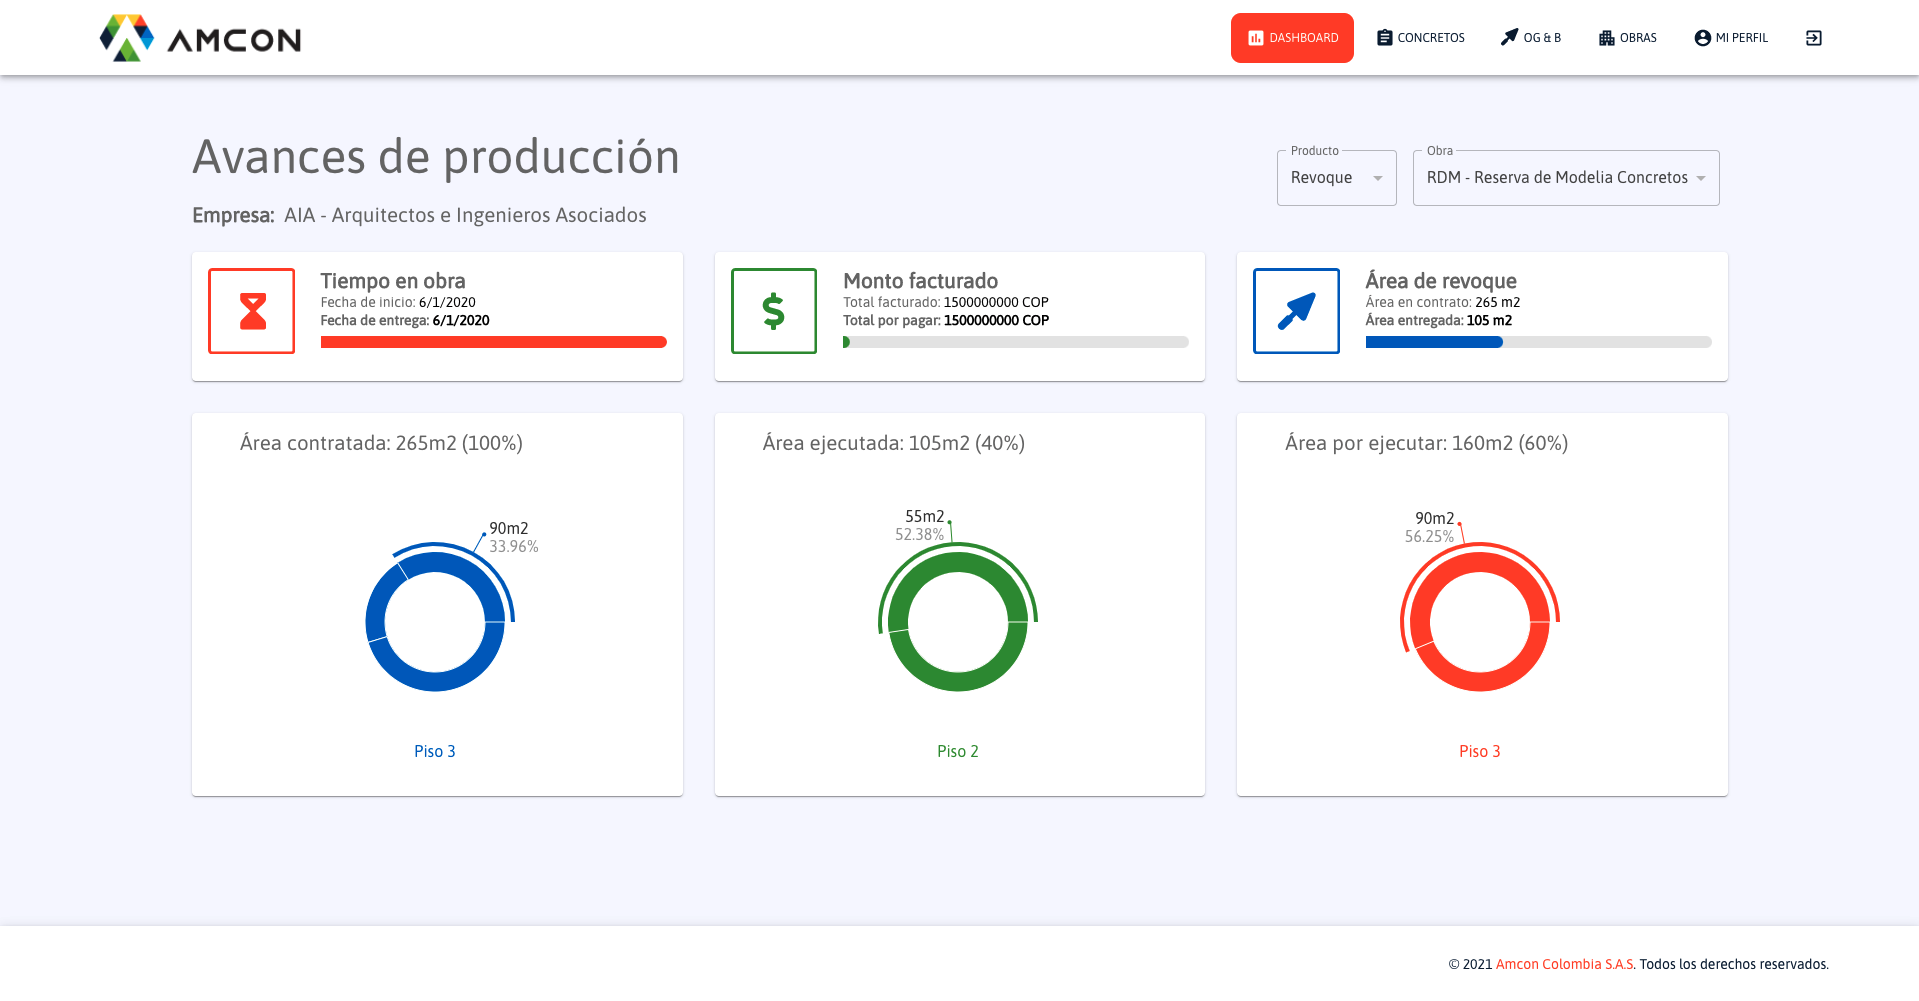 AMCON
DASHBOARD
CONCRETOS
OG & B
OBRAS
MI PERFIL
Avances de producción
Producto
Revoque
Obra
RDM - Reserva de Modelia Concretos
Empresa: AIA - Arquitectos e Ingenieros Asociados
Tiempo en obra
Fecha de inicio: 6/1/2020
Fecha de entrega: 6/1/2020
Monto facturado
Total facturado: 1500000000 COP
Total por pagar: 1500000000 COP
Área de revoque
Área en contrato: 265 m2
Área entregada: 105 m2
Área contratada: 265m2 (100%)
90m2
33.96%
Piso 3
Área ejecutada: 105m2 (40%)
55m2
52.38%
Piso 2
Área por ejecutar: 160m2 (60%)
90m2
56.25%
Piso 3
© 2021 Amcon Colombia S.A.S. Todos los derechos reservados.